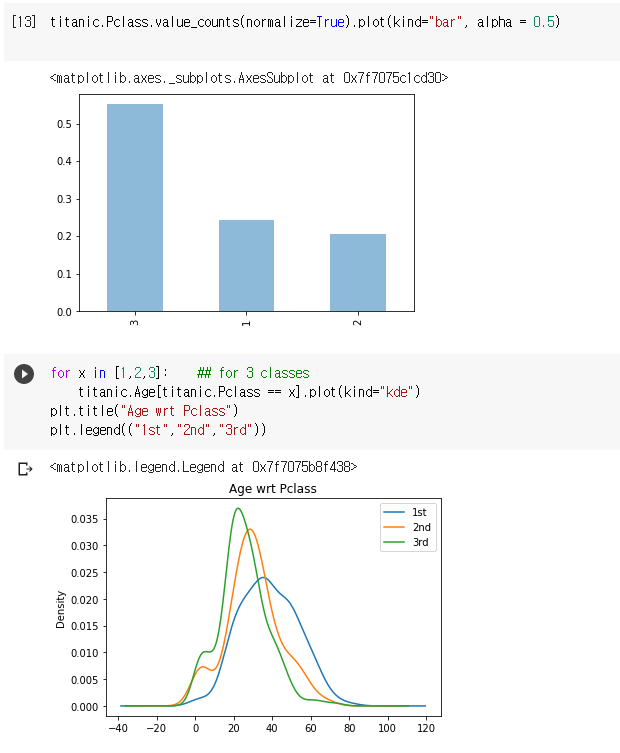 [13] titanic.Pclass.value_counts(normalize=True).plot(kind="bar", alpha = 0.5)
<matplotlib.axes._subplots.AxesSubplot at 0x7f7075c1cd30>
0.5
0.4
0.3
0.2
0.1
0.0
3 1 2
for x in [1,2,3]: ## for 3 classes
titanic.Age[titanic.Pclass == x].plot(kind="kde")
plt.title("Age wrt Pclass")
plt.legend(("1st","2nd","3rd"))
<matplotlib.legend.Legend at 0x7f7075b8f438>
Age wrt Pclass
1st
2nd
3rd
Density
0.035
0.030
0.025
0.020
0.015
0.010
0.005
0.000
−40 −20 0 20 40 60 80 100 120